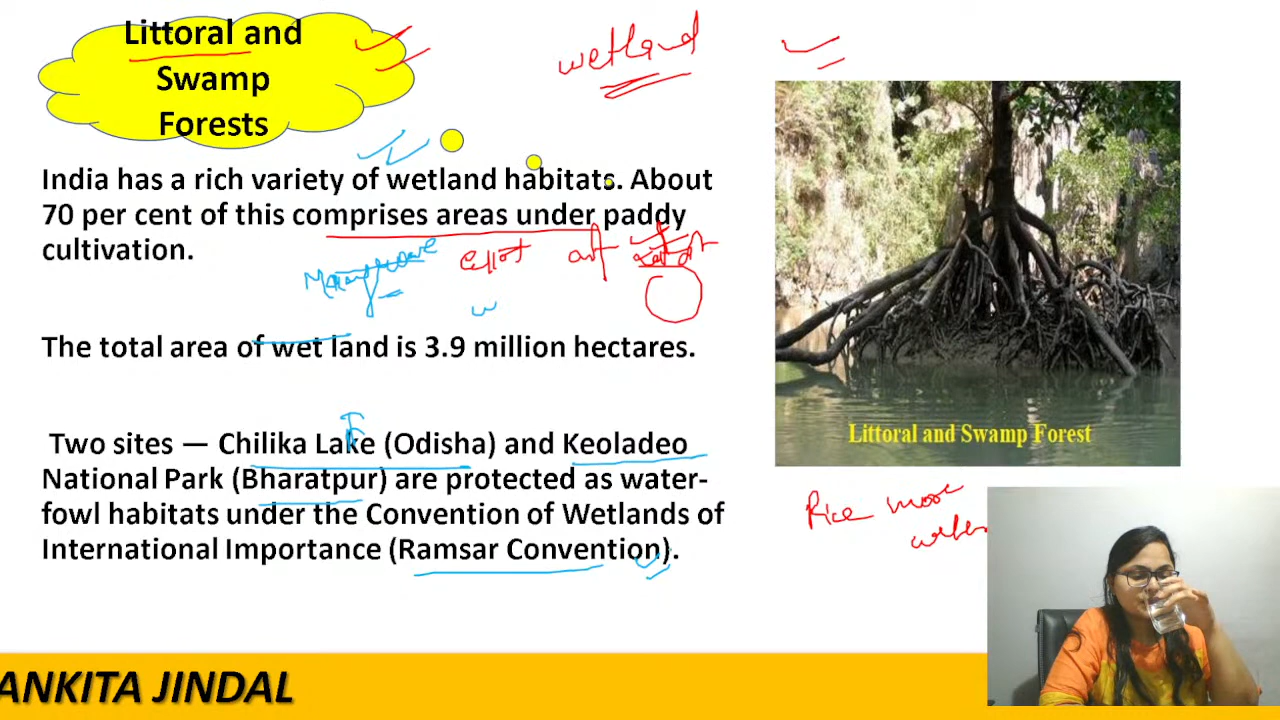 Littoral and
Swamp
Forests
wetland
India has a rich variety of wetland habitats. About
70 per cent of this comprises areas under paddy
cultivation.
The total area of wet land is 3.9 million hectares.
Two sites — Chilika Lake (Odisha) and Keoladeo
National Park (Bharatpur) are protected as water-
fowl habitats under the Convention of Wetlands of
International Importance (Ramsar Convention).
Littoral and Swamp Forest
Rice more
water
ANKITA JINDAL